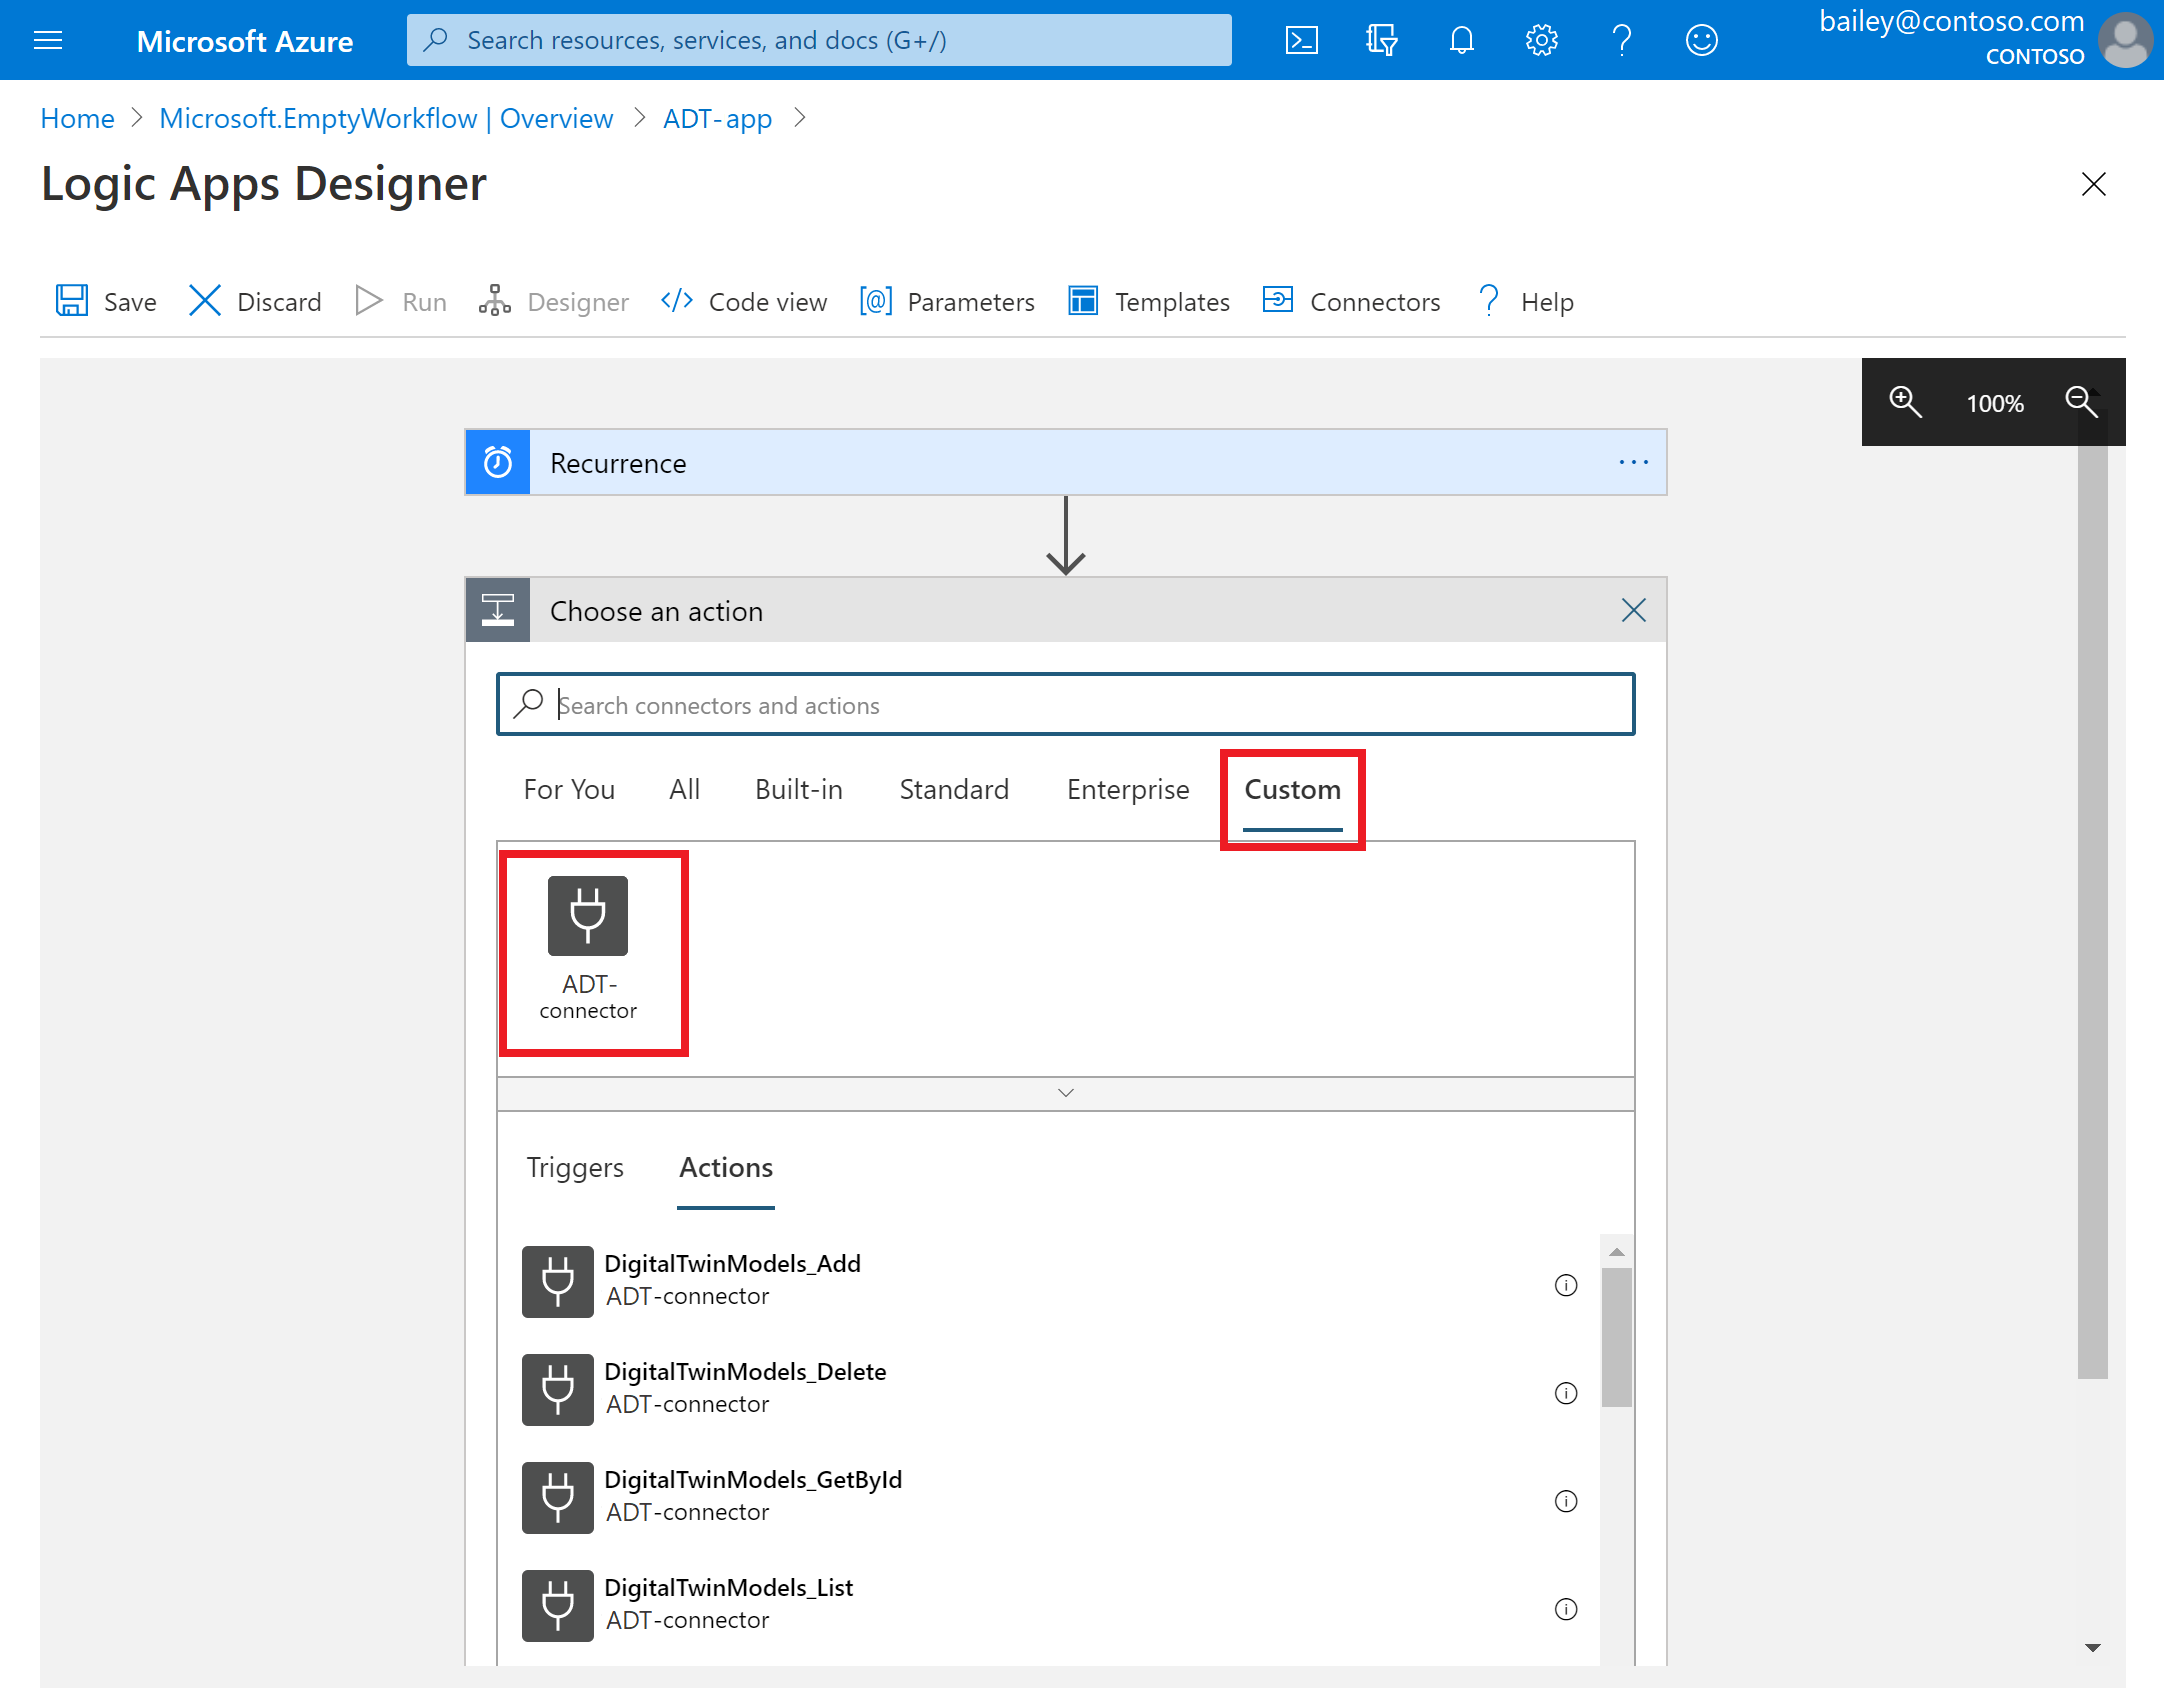 Microsoft Azure
Search resources, services, and docs (G+/)
bailey@contoso.com
CONTOSO
Home > Microsoft.EmptyWorkflow | Overview > ADT-app >
Logic Apps Designer
Save Discard Run Designer </> Code view [@] Parameters Templates Connectors ? Help
100%
Recurrence
Choose an action
Search connectors and actions
For You All Built-in Standard Enterprise Custom
ADT-
connector
Triggers Actions
DigitalTwinModels_Add
ADT-connector
DigitalTwinModels_Delete
ADT-connector
DigitalTwinModels_GetById
ADT-connector
DigitalTwinModels_List
ADT-connector